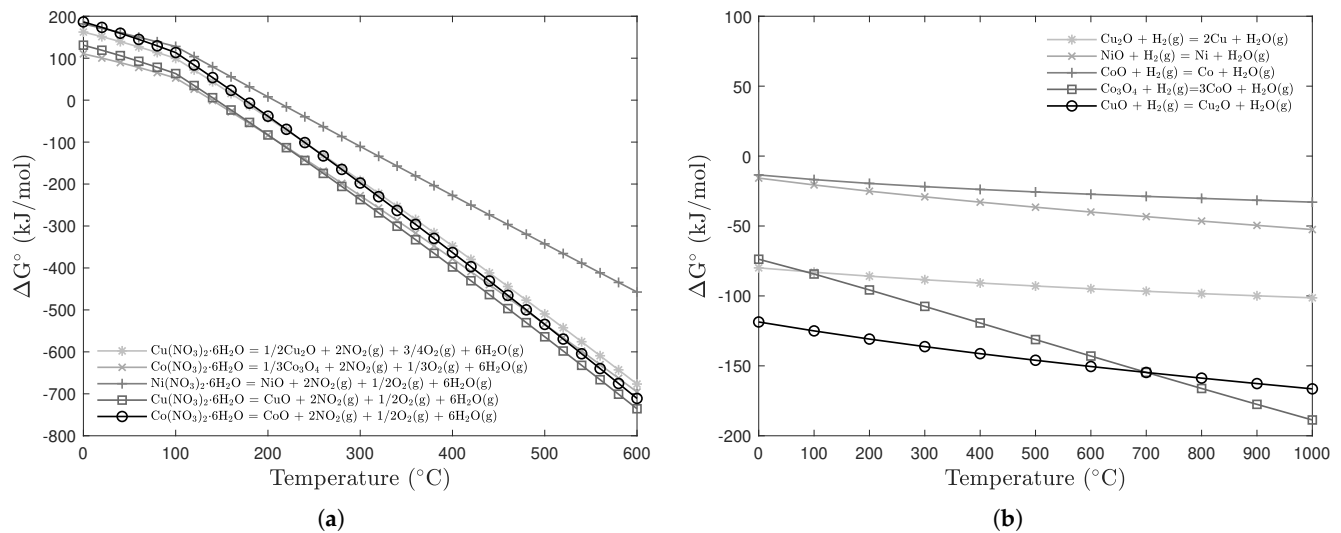 200
100
0
-100
-200
-300
-400
-500
-600
-700
-800
ΔG° (kJ/mol)
Cu(NO₃)₂·6H₂O = 1/2Cu₂O + 2NO₂(g) + 3/4O₂(g) + 6H₂O(g)
Co(NO₃)₂·6H₂O = 1/3Co₃O₄ + 2NO₂(g) + 1/3O₂(g) + 6H₂O(g)
Ni(NO₃)₂·6H₂O = NiO + 2NO₂(g) + 1/2O₂(g) + 6H₂O(g)
Cu(NO₃)₂·6H₂O = CuO + 2NO₂(g) + 1/2O₂(g) + 6H₂O(g)
Co(NO₃)₂·6H₂O = CoO + 2NO₂(g) + 1/2O₂(g) + 6H₂O(g)
0 100 200 300 400 500 600
Temperature (°C)
(a)
100
50
0
-50
-100
-150
-200
ΔG° (kJ/mol)
Cu₂O + H₂(g) = 2Cu + H₂O(g)
NiO + H₂(g) = Ni + H₂O(g)
CoO + H₂(g) = Co + H₂O(g)
Co₃O₄ + H₂(g)=3CoO + H₂O(g)
CuO + H₂(g) = Cu₂O + H₂O(g)
0 100 200 300 400 500 600 700 800 900 1000
Temperature (°C)
(b)